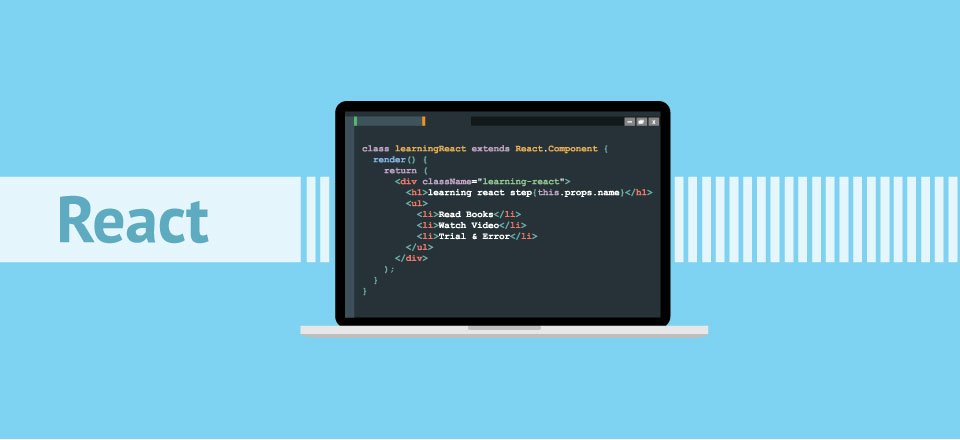 React
class learningReact extends React.Component {
render() {
return (
<div className="learning-react">
<h1>learning react step{this.props.name}</h1>
<ul>
<li>Read Books</li>
<li>Watch Video</li>
<li>Trial & Error</li>
</ul>
</div>
);
}
}